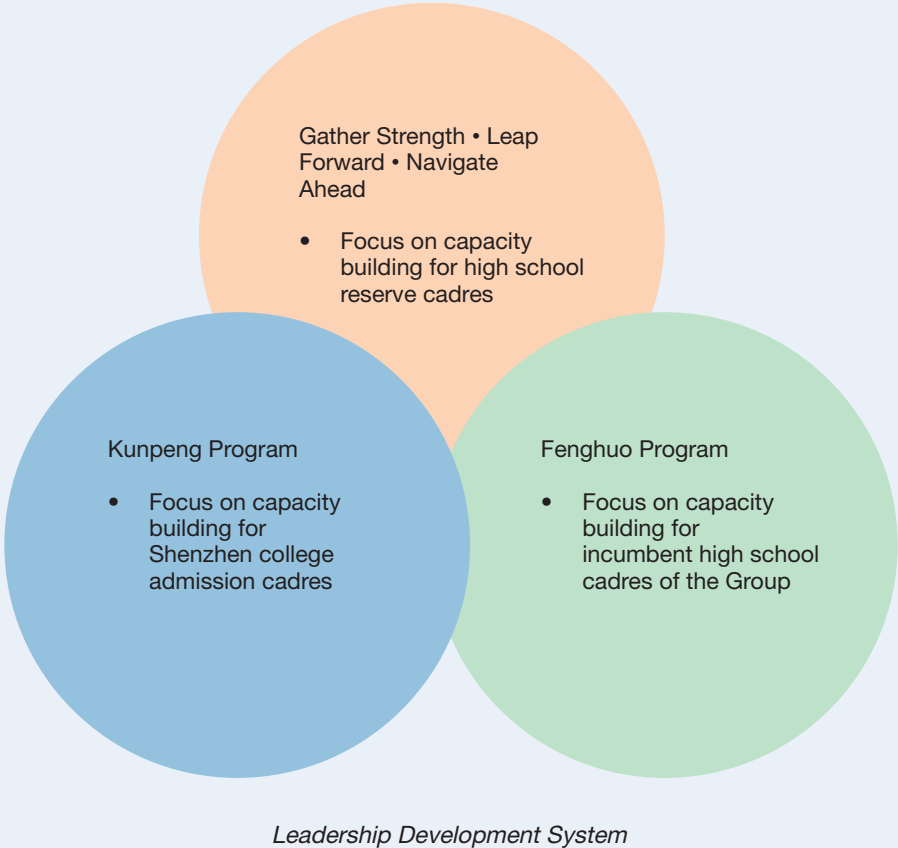 Gather Strength • Leap
Forward • Navigate
Ahead
• Focus on capacity
building for high school
reserve cadres
Kunpeng Program
• Focus on capacity
building for
Shenzhen college
admission cadres
Fenghuo Program
• Focus on capacity
building for
incumbent high school
cadres of the Group
Leadership Development System